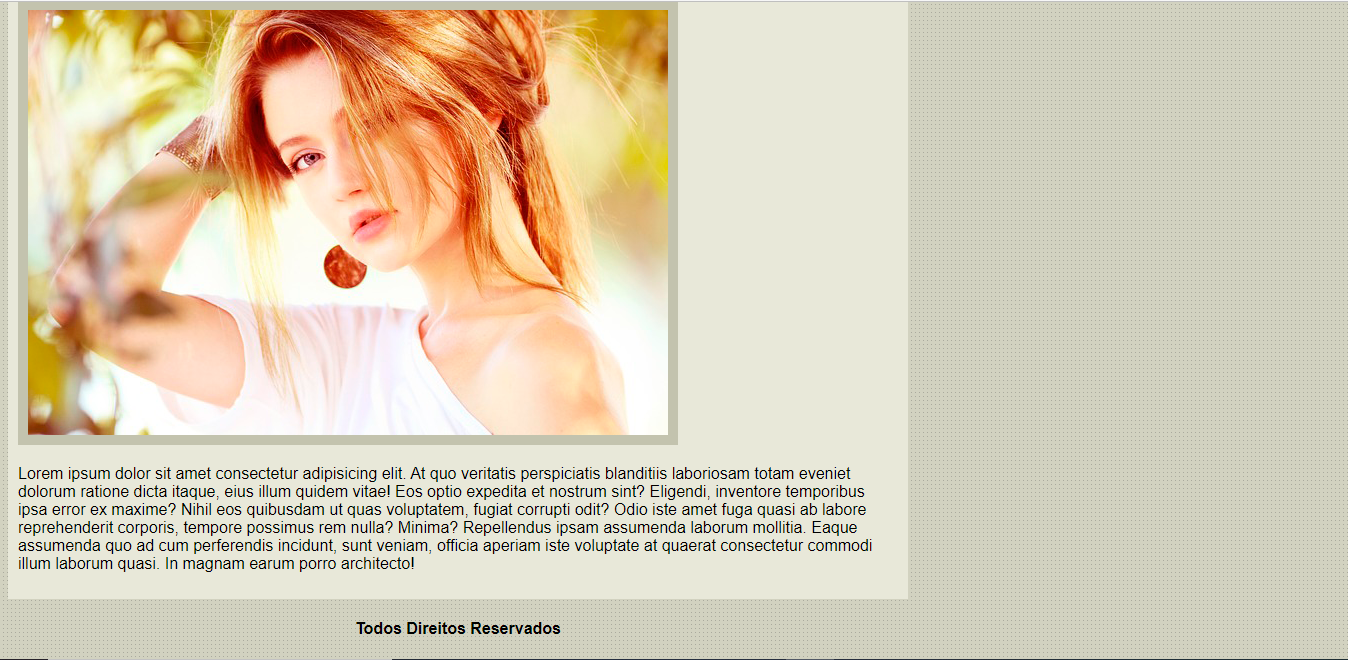 Lorem ipsum dolor sit amet consectetur adipisicing elit. At quo veritatis perspiciatis blanditiis laboriosam totam eveniet
dolorum ratione dicta itaque, eius illum quidem vitae! Eos optio expedita et nostrum sint? Eligendi, inventore temporibus
ipsa error ex maxime? Nihil eos quibusdam ut quas voluptatem, fugiat corrupti odit? Odio iste amet fuga quasi ab labore
reprehenderit corporis, tempore possimus rem nulla? Minima? Repellendus ipsam assumenda laborum mollitia. Eaque
assumenda quo ad cum perferendis incidunt, sunt veniam, officia aperiam iste voluptate at quaerat consectetur commodi
illum laborum quasi. In magnam earum porro architecto!
Todos Direitos Reservados